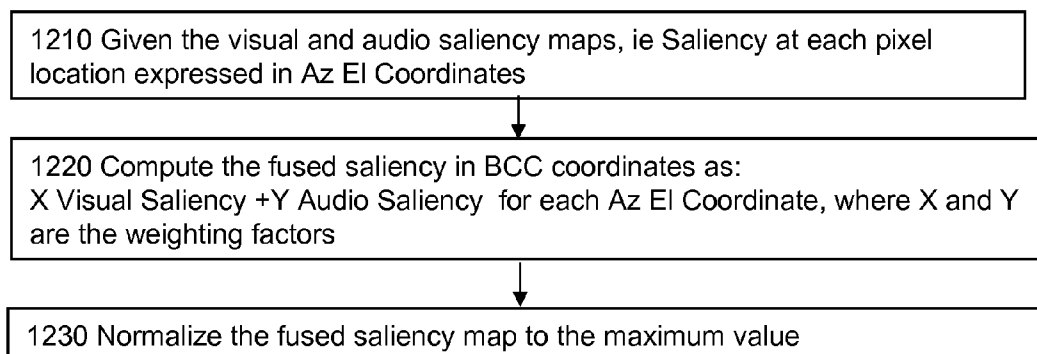 1210 Given the visual and audio saliency maps, ie Saliency at each pixel
location expressed in Az El Coordinates
1220 Compute the fused saliency in BCC coordinates as:
X Visual Saliency +Y Audio Saliency for each Az El Coordinate, where X and Y
are the weighting factors
1230 Normalize the fused saliency map to the maximum value